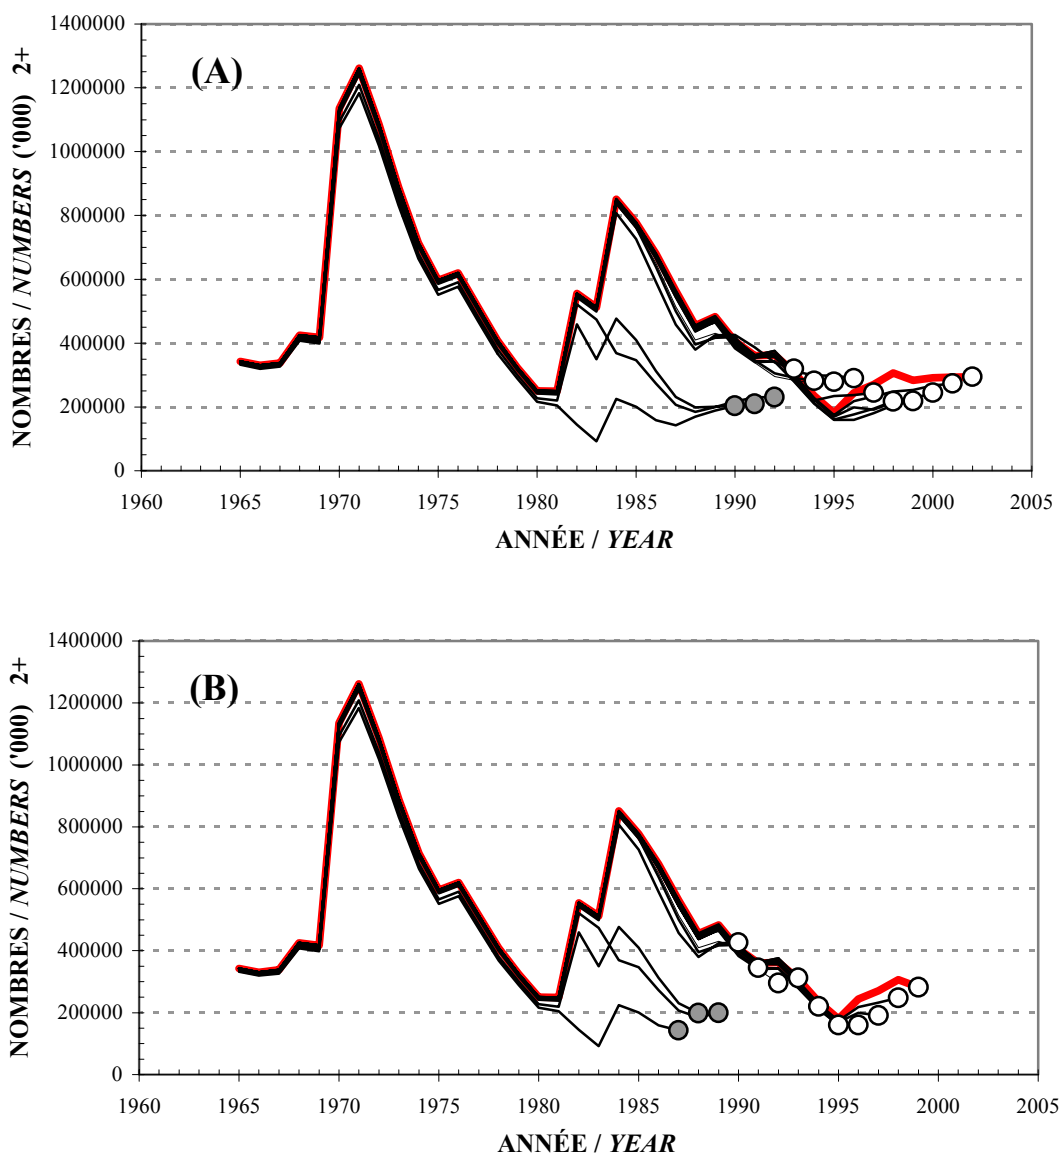 1400000
1200000
1000000
800000
600000
400000
200000
0
NOMBRES / NUMBERS ('000) 2+
(A)
1960 1965 1970 1975 1980 1985 1990 1995 2000 2005
ANNÉE / YEAR
1400000
1200000
1000000
800000
600000
400000
200000
0
NOMBRES / NUMBERS ('000) 2+
(B)
1960 1965 1970 1975 1980 1985 1990 1995 2000 2005
ANNÉE / YEAR